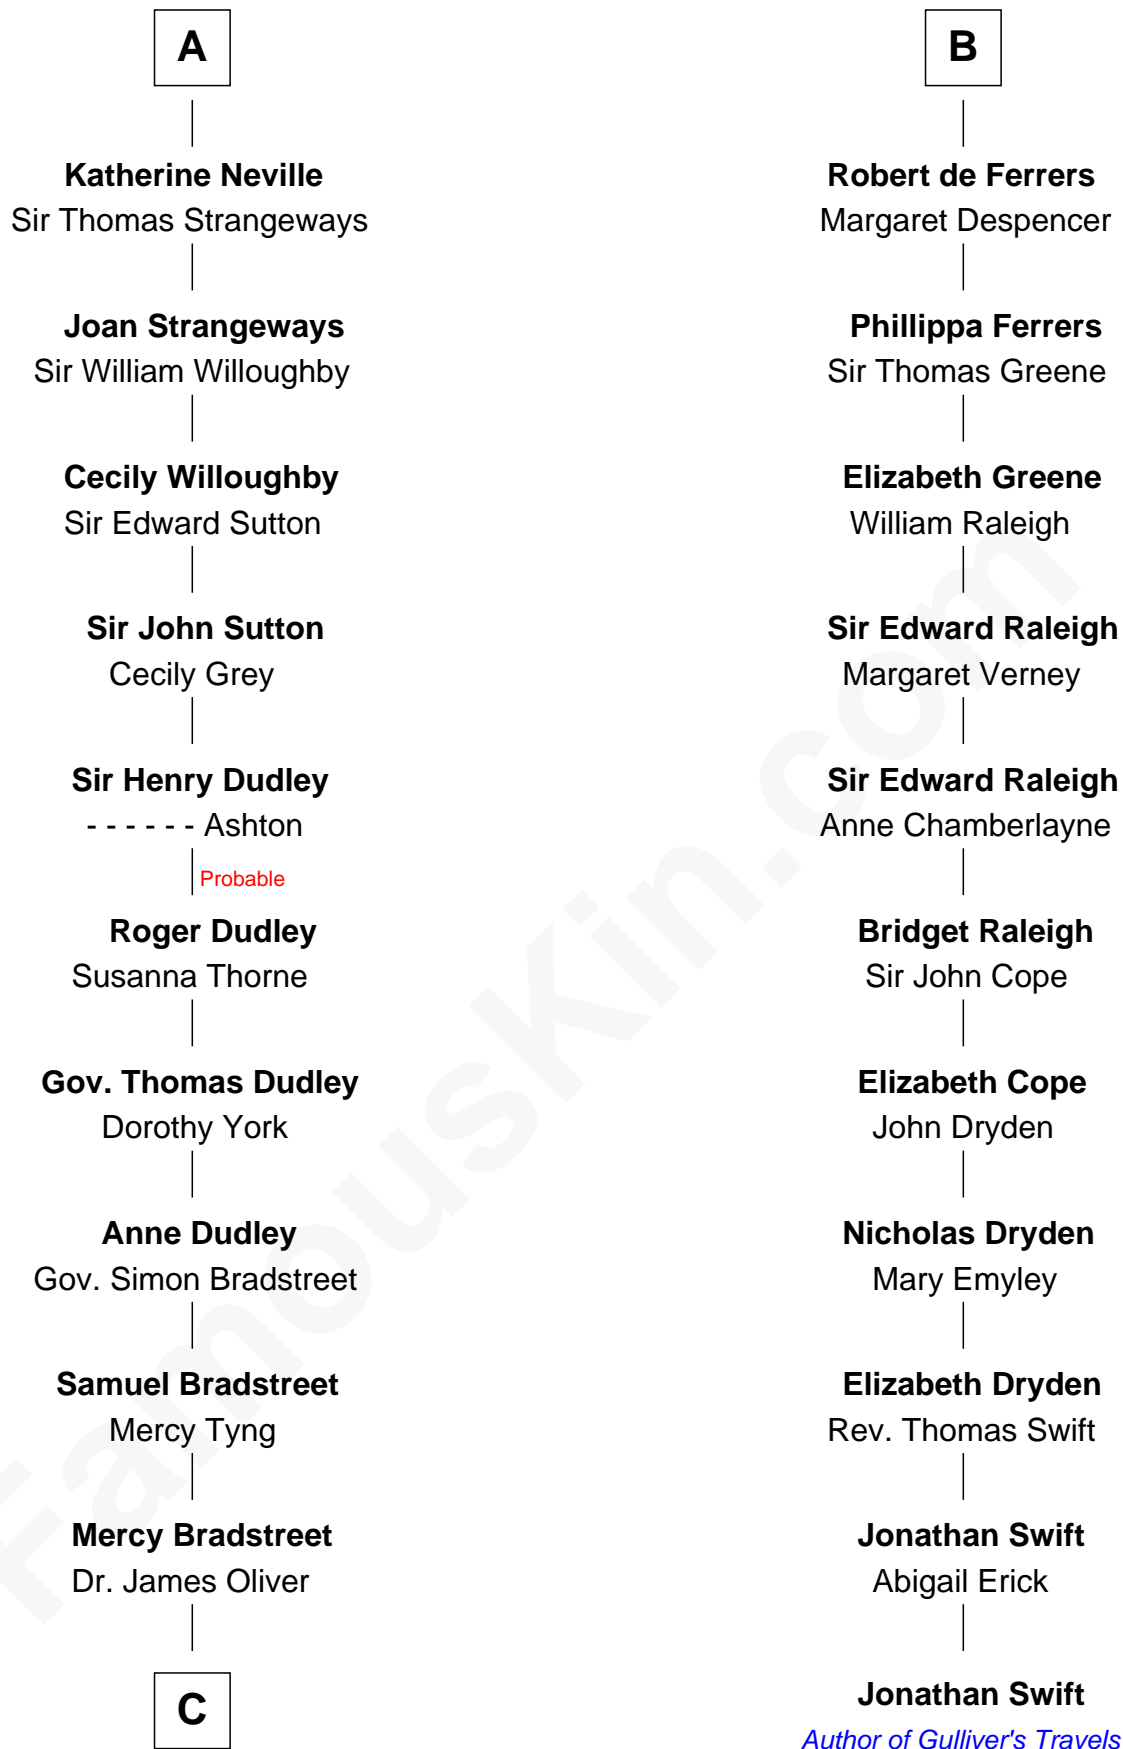 A
Katherine Neville
Sir Thomas Strangeways
Joan Strangeways
Sir William Willoughby
Cecily Willoughby
Sir Edward Sutton
Sir John Sutton
Cecily Grey
Sir Henry Dudley
- - - - - - Ashton
Probable
Roger Dudley
Susanna Thorne
Gov. Thomas Dudley
Dorothy York
Anne Dudley
Gov. Simon Bradstreet
Samuel Bradstreet
Mercy Tyng
Mercy Bradstreet
Dr. James Oliver
C
B
Robert de Ferrers
Margaret Despencer
Phillippa Ferrers
Sir Thomas Greene
Elizabeth Greene
William Raleigh
Sir Edward Raleigh
Margaret Verney
Sir Edward Raleigh
Anne Chamberlayne
Bridget Raleigh
Sir John Cope
Elizabeth Cope
John Dryden
Nicholas Dryden
Mary Emyley
Elizabeth Dryden
Rev. Thomas Swift
Jonathan Swift
Abigail Erick
Jonathan Swift
Author of Gulliver's Travels
FamousKin.com